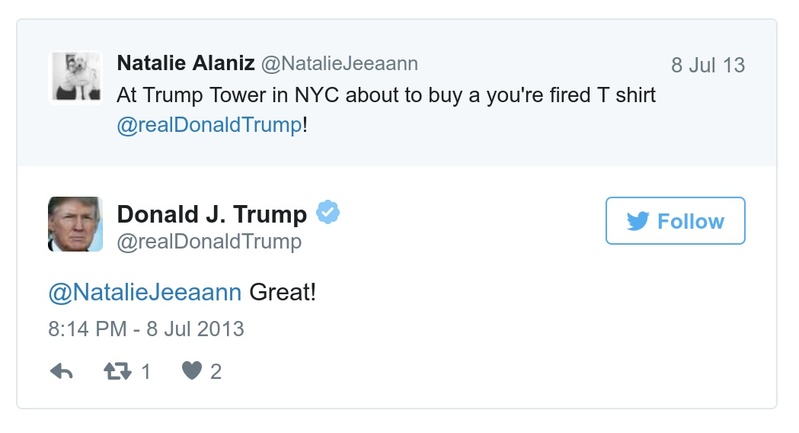 Natalie Alaniz @NatalieJeeaann 8 Jul 13
At Trump Tower in NYC about to buy a you're fired T shirt
@realDonaldTrump!
Donald J. Trump
@realDonaldTrump
Follow
@NatalieJeeaann Great!
8:14 PM - 8 Jul 2013
1 2